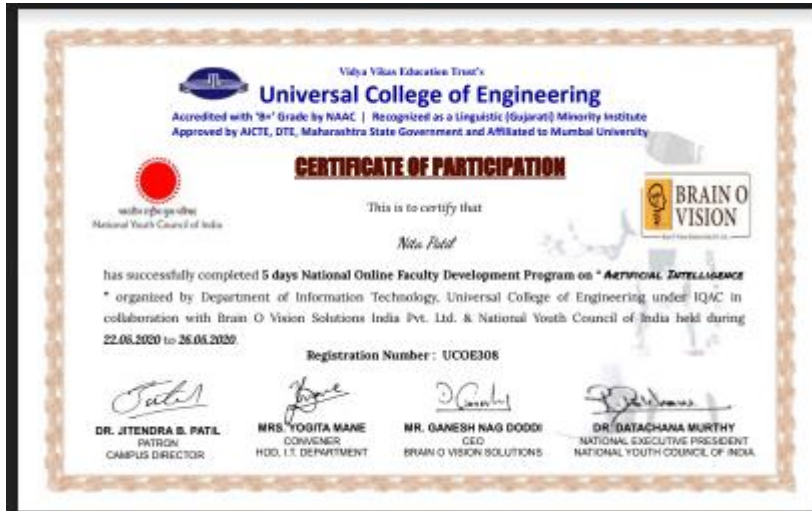 Vidya Vikas Education Trust's
Universal College of Engineering
Accredited with 'B+' Grade by NAAC | Recognized as a Linguistic (Gujarati) Minority Institute
Approved by AICTE, DTE, Maharashtra State Government and Affiliated to Mumbai University
CERTIFICATE OF PARTICIPATION
National Youth Council of India
BRAIN O
VISION
This is to certify that
Nitu Patil
has successfully completed 5 days National Online Faculty Development Program on " ARTIFICIAL INTELLIGENCE
" organized by Department of Information Technology, Universal College of Engineering under IQAC in
collaboration with Brain O Vision Solutions India Pvt. Ltd. & National Youth Council of India held during
22.05.2020 to 26.05.2020.
Registration Number : UCOE308
DR. JITENDRA B. PATIL
PATRON
CAMPUS DIRECTOR
MRS. YOGITA MANE
CONVENER
HOD, I.T. DEPARTMENT
MR. GANESH NAG DODDI
CEO
BRAIN O VISION SOLUTIONS
DR. DATACHANA MURTHY
NATIONAL EXECUTIVE PRESIDENT
NATIONAL YOUTH COUNCIL OF INDIA